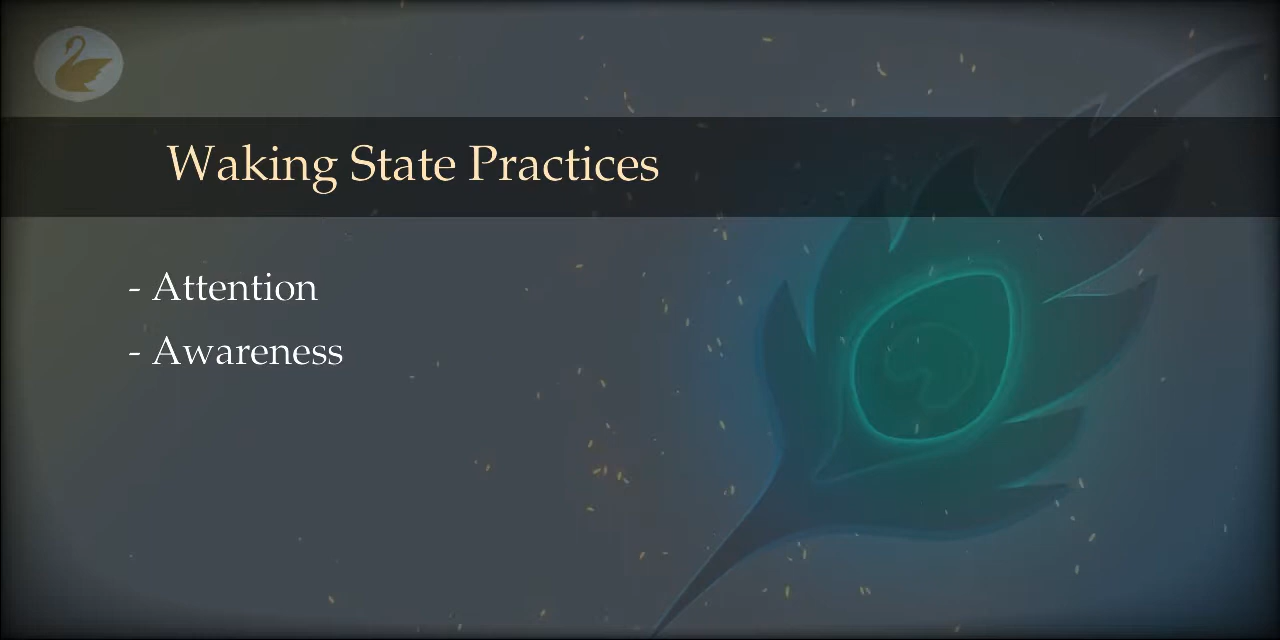 Waking State Practices
- Attention
- Awareness